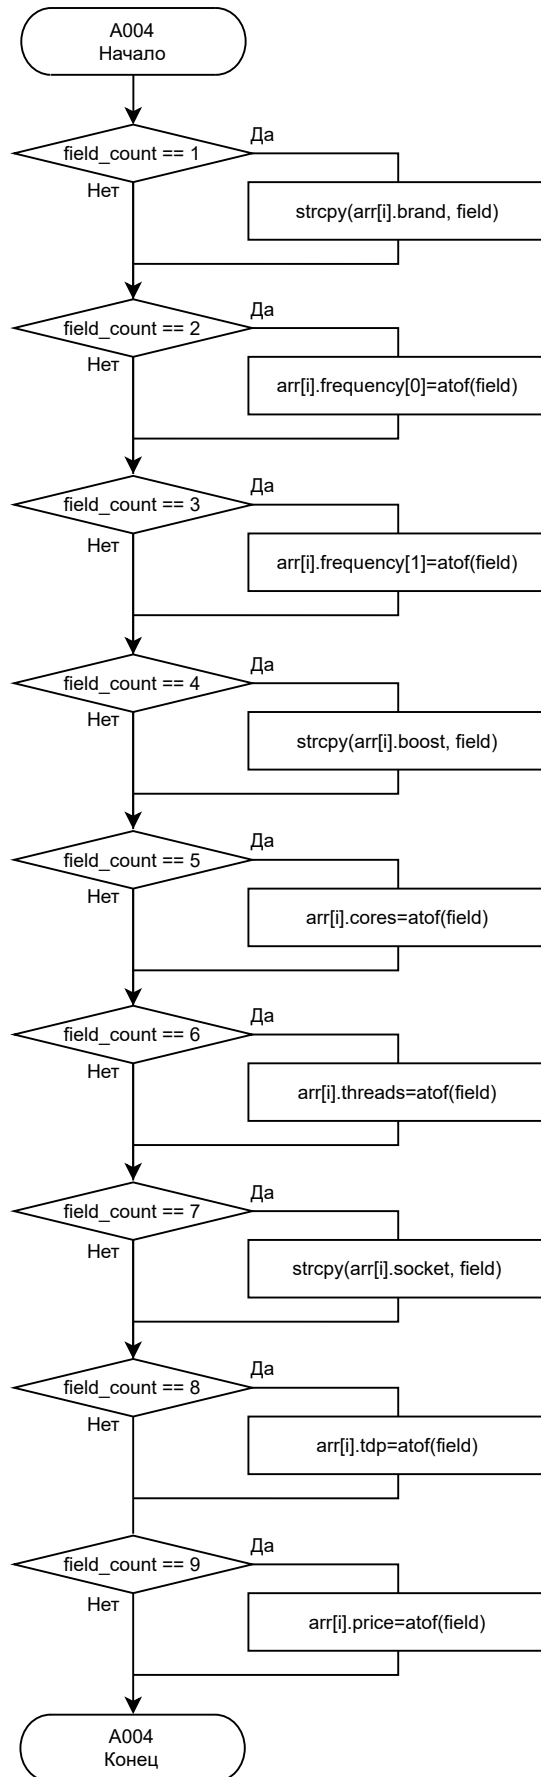 A004
Начало
field_count == 1
Да
Нет
strcpy(arr[i].brand, field)
field_count == 2
Да
Нет
arr[i].frequency[0]=atof(field)
field_count == 3
Да
Нет
arr[i].frequency[1]=atof(field)
field_count == 4
Да
Нет
strcpy(arr[i].boost, field)
field_count == 5
Да
Нет
arr[i].cores=atof(field)
field_count == 6
Да
Нет
arr[i].threads=atof(field)
field_count == 7
Да
Нет
strcpy(arr[i].socket, field)
field_count == 8
Да
Нет
arr[i].tdp=atof(field)
field_count == 9
Да
Нет
arr[i].price=atof(field)
A004
Конец